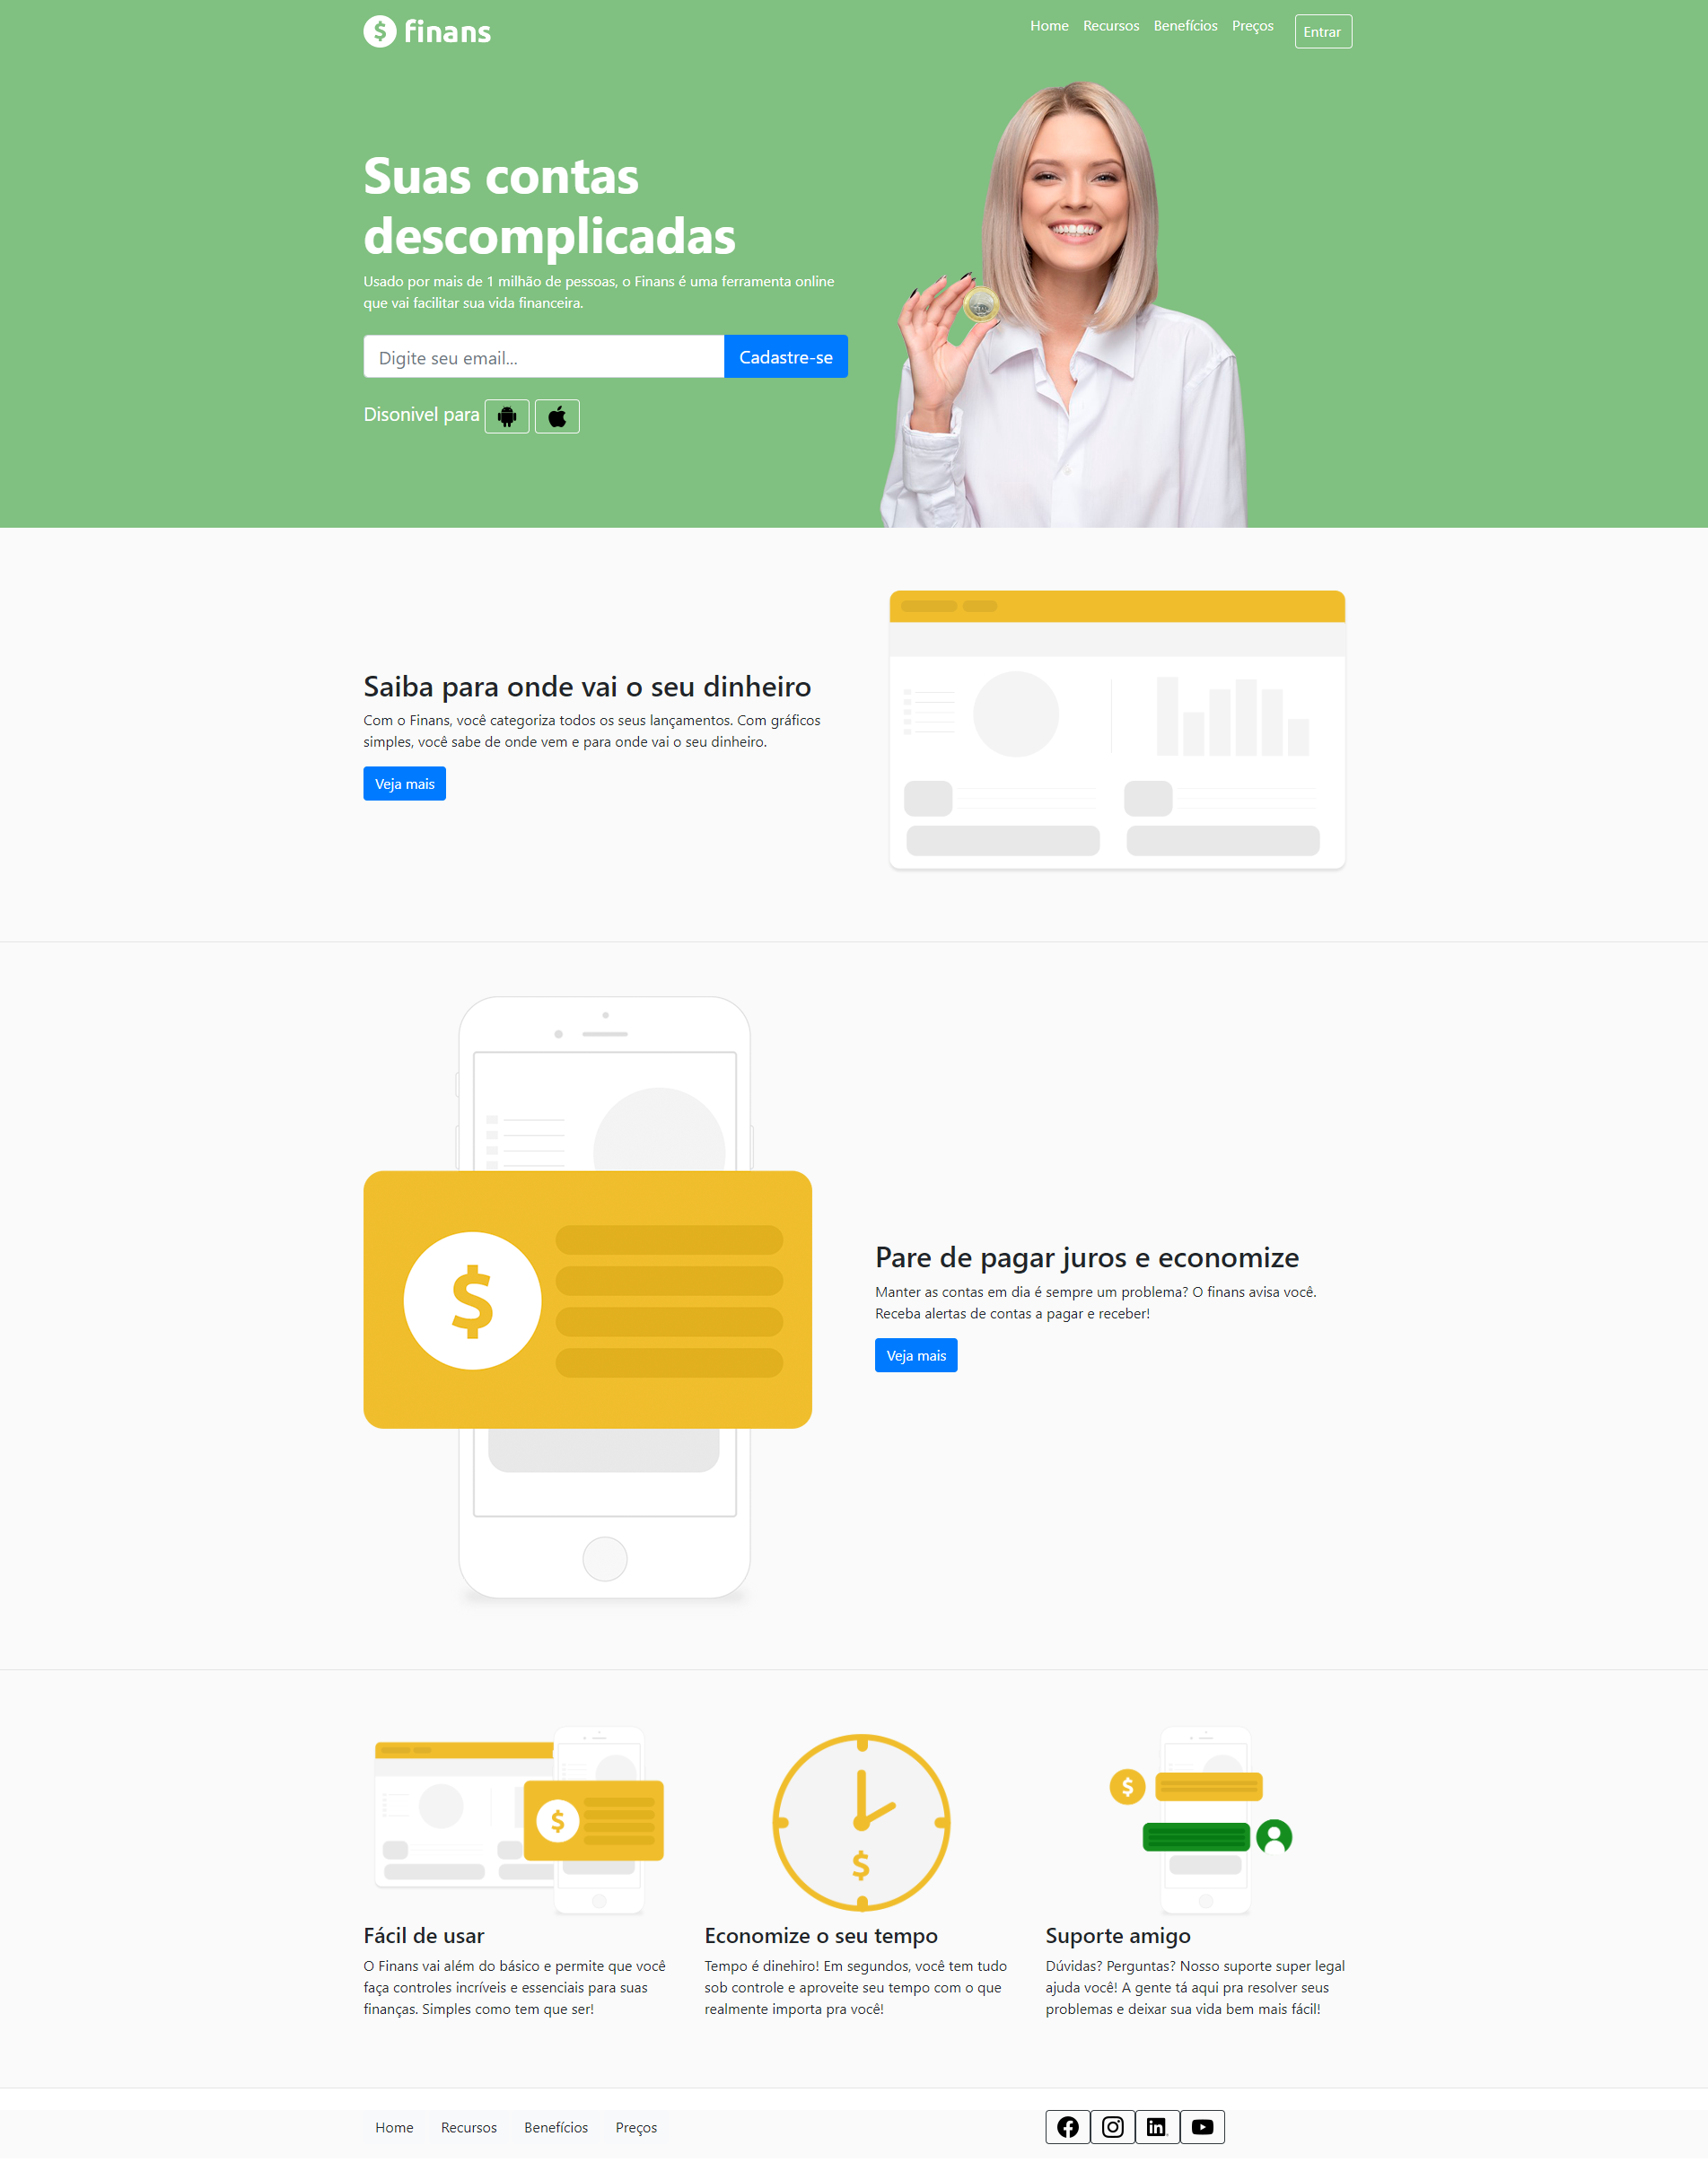 $ finans
Home Recursos Benefícios Preços Entrar
Suas contas
descomplicadas
Usado por mais de 1 milhão de pessoas, o Finans é uma ferramenta online
que vai facilitar sua vida financeira.
Digite seu email... Cadastre-se
Disonivel para
Saiba para onde vai o seu dinheiro
Com o Finans, você categoriza todos os seus lançamentos. Com gráficos
simples, você sabe de onde vem e para onde vai o seu dinheiro.
Veja mais
$
Pare de pagar juros e economize
Manter as contas em dia é sempre um problema? O finans avisa você.
Receba alertas de contas a pagar e receber!
Veja mais
$
$
$
Fácil de usar
O Finans vai além do básico e permite que você
faça controles incríveis e essenciais para suas
finanças. Simples como tem que ser!
Economize o seu tempo
Tempo é dinehiro! Em segundos, você tem tudo
sob controle e aproveite seu tempo com o que
realmente importa pra você!
Suporte amigo
Dúvidas? Perguntas? Nosso suporte super legal
ajuda você! A gente tá aqui pra resolver seus
problemas e deixar sua vida bem mais fácil!
Home Recursos Benefícios Preços
in